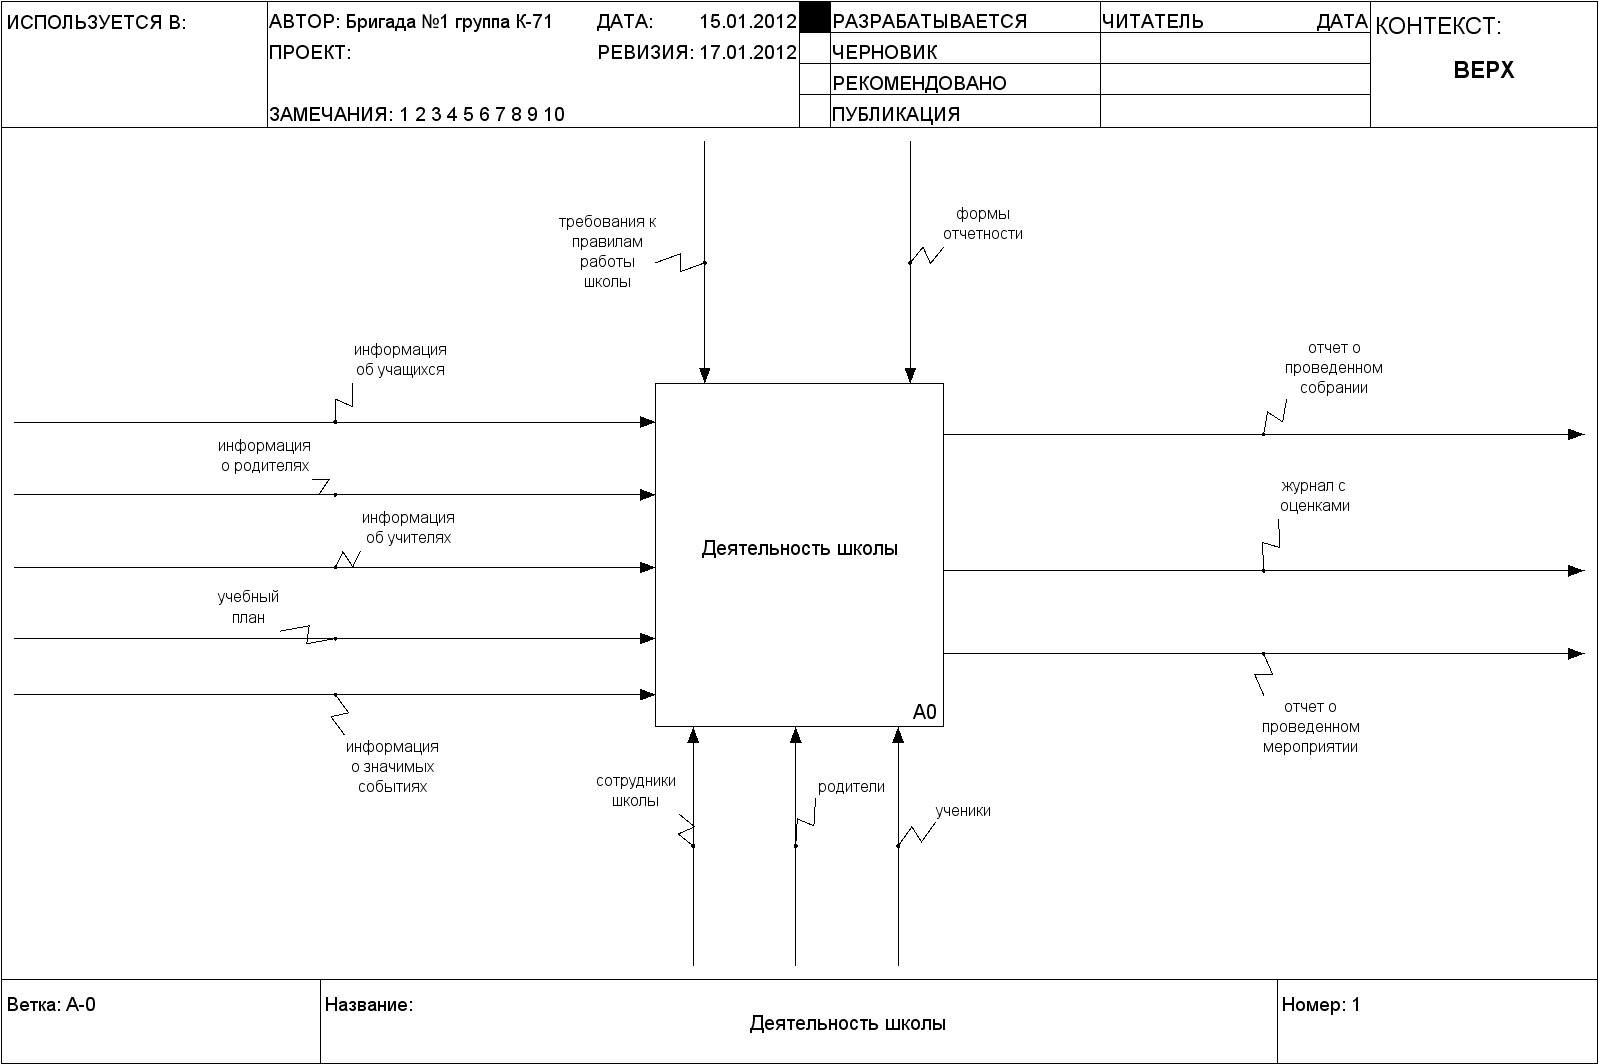 ИСПОЛЬЗУЕТСЯ В:
АВТОР: Бригада №1 группа К-71 ДАТА: 15.01.2012
ПРОЕКТ: РЕВИЗИЯ: 17.01.2012
ЗАМЕЧАНИЯ: 1 2 3 4 5 6 7 8 9 10
РАЗРАБАТЫВАЕТСЯ ЧИТАТЕЛЬ ДАТА
ЧЕРНОВИК
РЕКОМЕНДОВАНО
ПУБЛИКАЦИЯ
КОНТЕКСТ:
ВЕРХ
требования к
правилам
работы
школы
формы
отчетности
информация
об учащихся
информация
о родителях
информация
об учителях
учебный
план
информация
о значимых
событиях
Деятельность школы
A0
отчет о
проведенном
собрании
журнал с
оценками
отчет о
проведенном
мероприятии
сотрудники
школы
родители
ученики
Ветка: A-0
Название:
Деятельность школы
Номер: 1